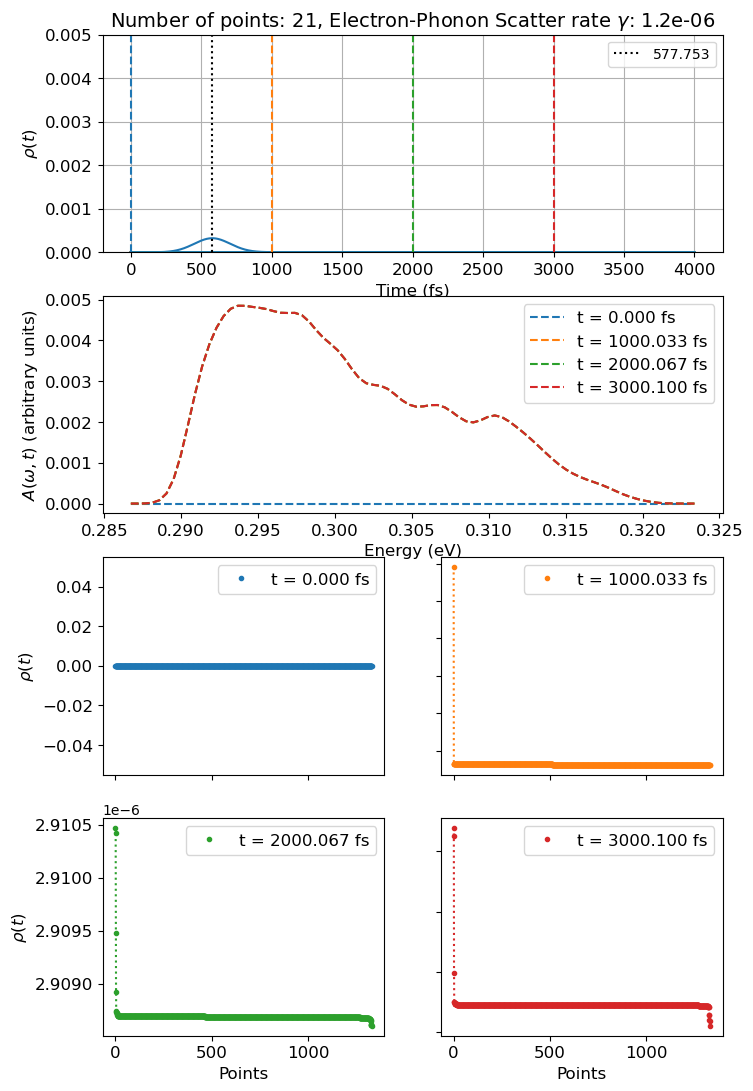 Number of points: 21, Electron-Phonon Scatter rate γ: 1.2e-06
0.005
0.004
0.003
0.002
0.001
0.000
ρ(t)
577.753
0 500 1000 1500 2000 2500 3000 3500 4000
Time (fs)
0.005
0.004
0.003
0.002
0.001
0.000
A(ω, t) (arbitrary units)
t = 0.000 fs
t = 1000.033 fs
t = 2000.067 fs
t = 3000.100 fs
0.285 0.290 0.295 0.300 0.305 0.310 0.315 0.320 0.325
Energy (eV)
0.04
0.02
0.00
−0.02
−0.04
ρ(t)
t = 0.000 fs
t = 1000.033 fs
1e−6
2.9105
2.9100
2.9095
2.9090
ρ(t)
t = 2000.067 fs
0 500 1000
Points
t = 3000.100 fs
0 500 1000
Points